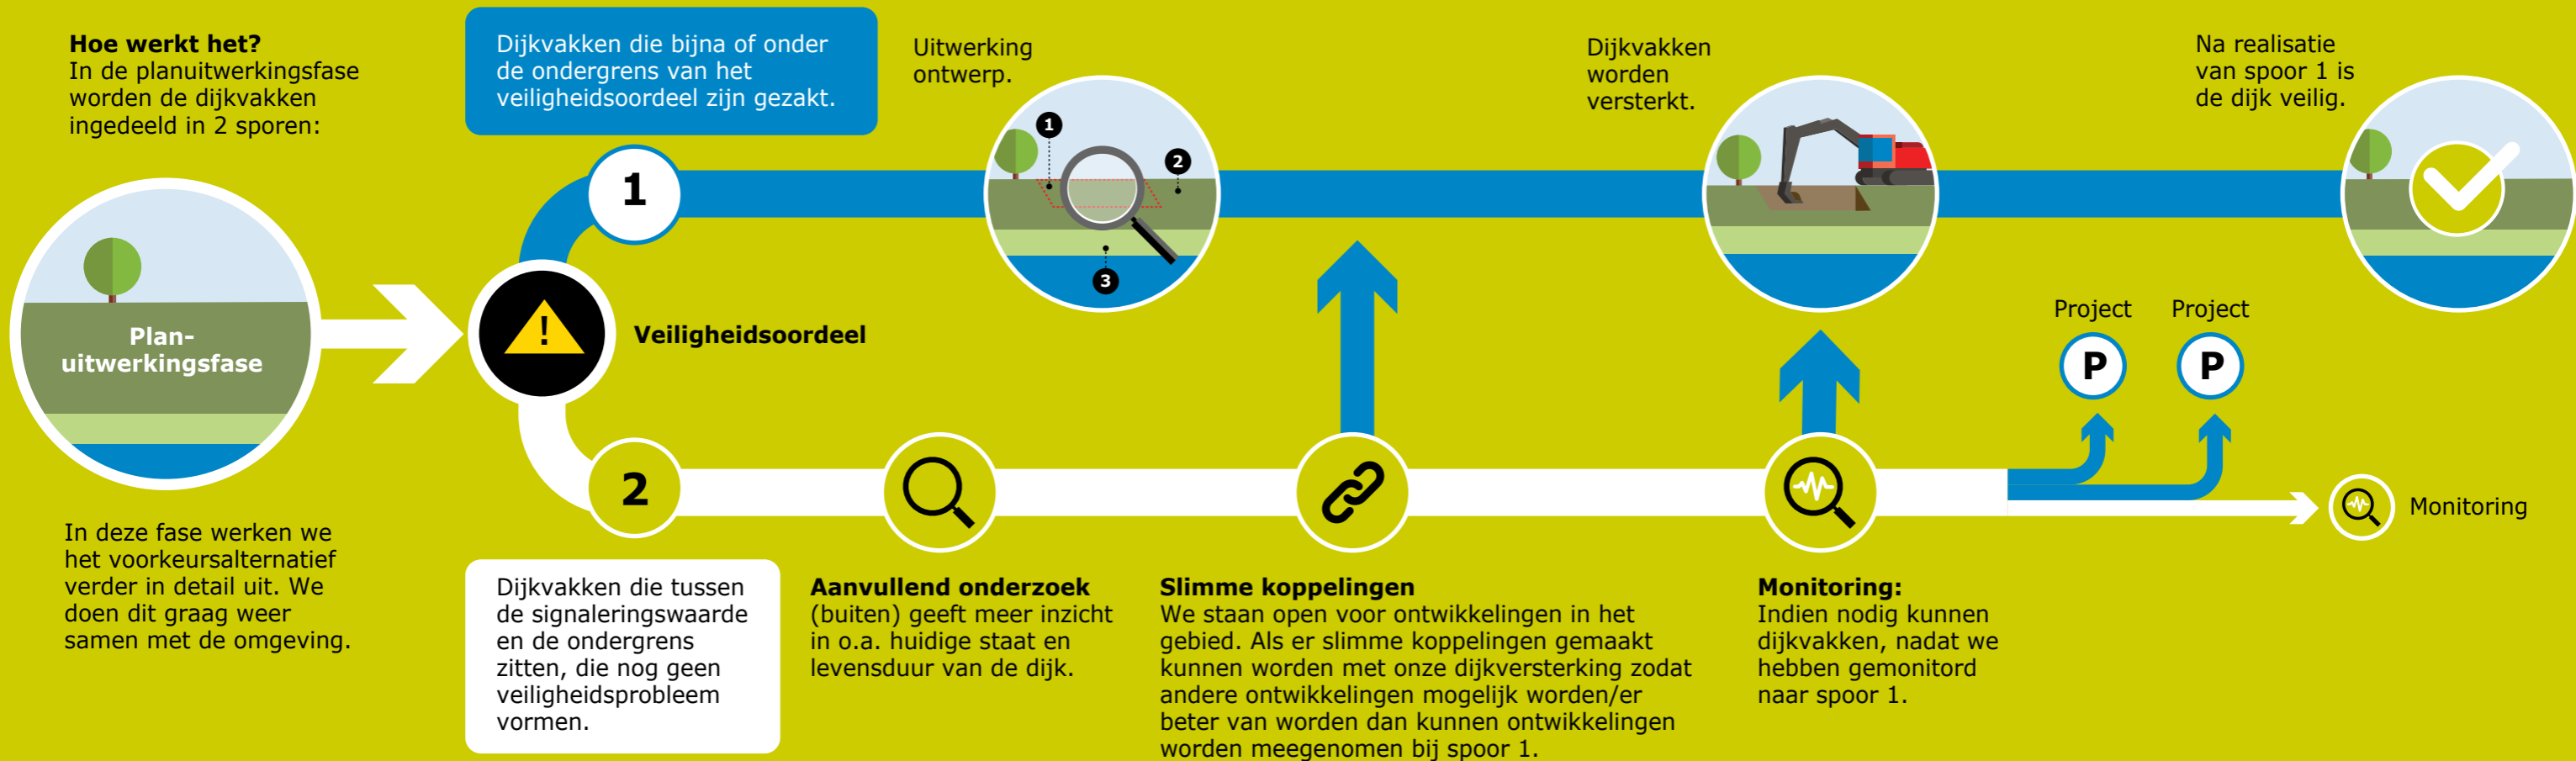 Hoe werkt het?
In de planuitwerkingsfase
worden de dijkvakken
ingedeeld in 2 sporen:
Plan-
uitwerkingsfase
In deze fase werken we
het voorkeursalternatief
verder in detail uit. We
doen dit graag weer
samen met de omgeving.
!
Veiligheidsoordeel
Dijkvakken die bijna of onder
de ondergrens van het
veiligheidsoordeel zijn gezakt.
1
Uitwerking
ontwerp.
1
2
3
Dijkvakken
worden
versterkt.
Na realisatie
van spoor 1 is
de dijk veilig.
2
Dijkvakken die tussen
de signaleringswaarde
en de ondergrens
zitten, die nog geen
veiligheidsprobleem
vormen.
Aanvullend onderzoek
(buiten) geeft meer inzicht
in o.a. huidige staat en
levensduur van de dijk.
Slimme koppelingen
We staan open voor ontwikkelingen in het
gebied. Als er slimme koppelingen gemaakt
kunnen worden met onze dijkversterking zodat
andere ontwikkelingen mogelijk worden/er
beter van worden dan kunnen ontwikkelingen
worden meegenomen bij spoor 1.
Monitoring:
Indien nodig kunnen
dijkvakken, nadat we
hebben gemonitord
naar spoor 1.
Project
P
Project
P
Monitoring